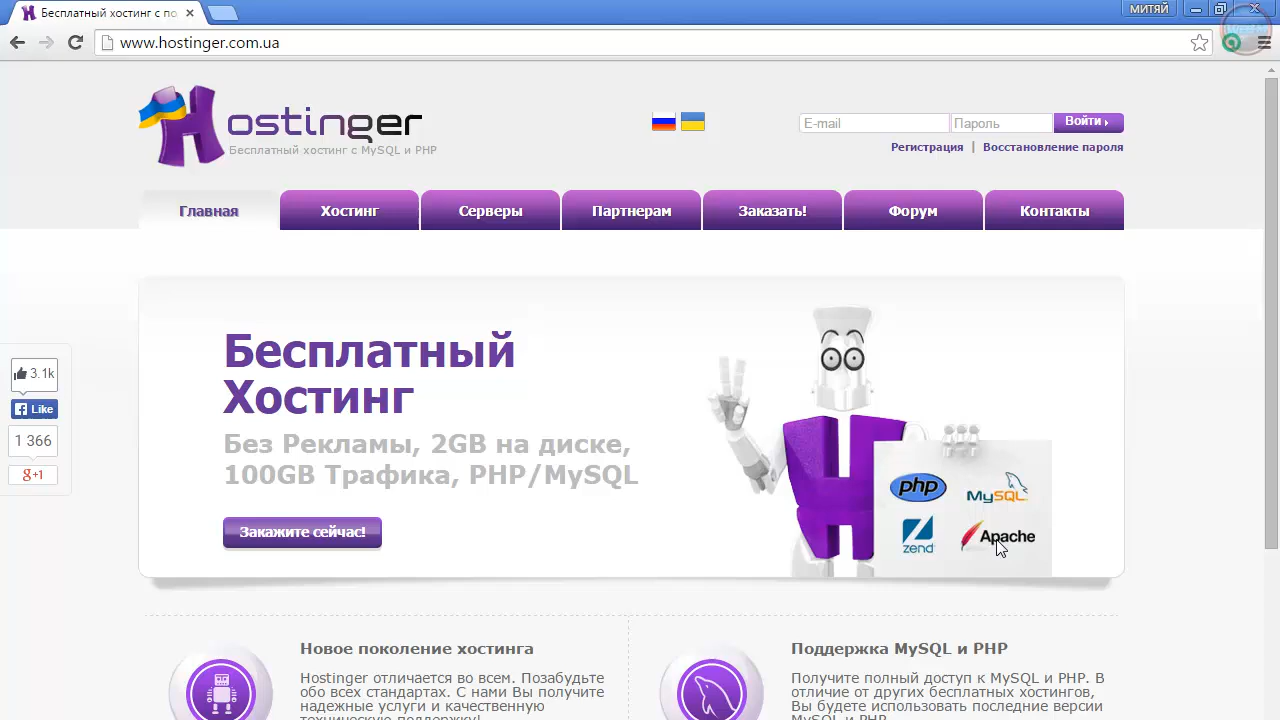 Бесплатный хостинг с по
МИТЯЙ
www.hostinger.com.ua
Hostinger
Бесплатный хостинг с MySQL и PHP
E-mail
Пароль
Войти
Регистрация | Восстановление пароля
Главная
Хостинг
Серверы
Партнерам
Заказать!
Форум
Контакты
Бесплатный
Хостинг
Без Рекламы, 2GB на диске,
100GB Трафика, PHP/MySQL
Закажите сейчас!
php
MySQL
zend
Apache
3.1k
Like
1 366
g+1
Новое поколение хостинга
Hostinger отличается во всем. Позабудьте
обо всех стандартах. С нами Вы получите
надежные услуги и качественную
техническую поддержку!
Поддержка MySQL и PHP
Получите полный доступ к MySQL и PHP. В
отличие от других бесплатных хостингов,
Вы будете использовать последние версии
MySQL и PHP.